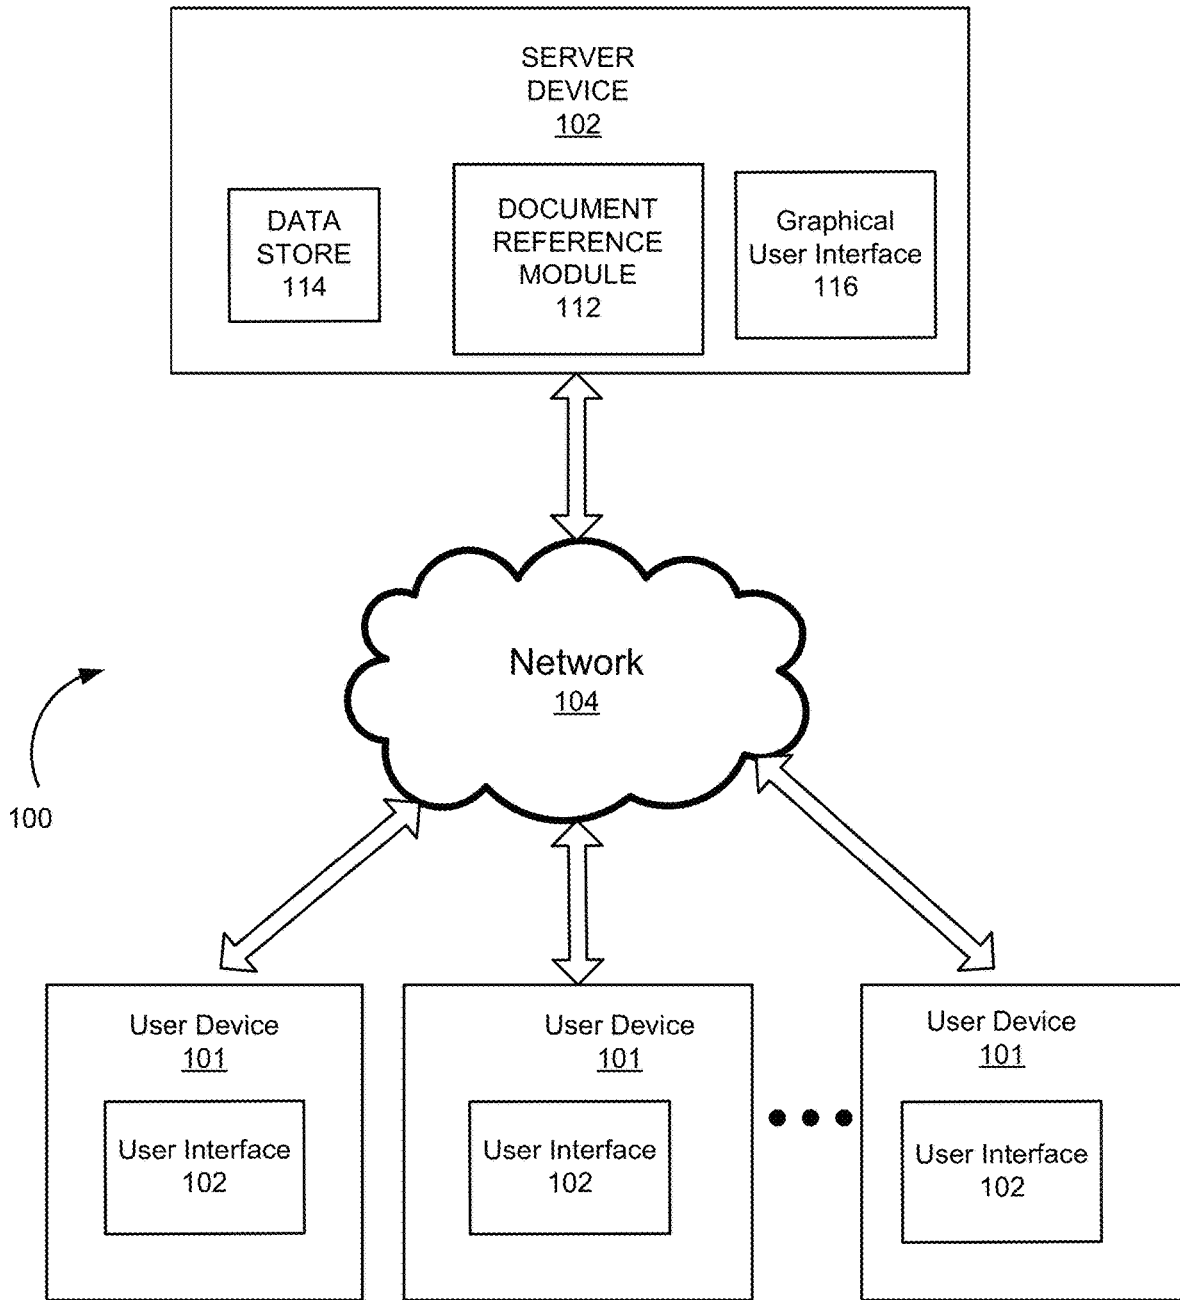 SERVER
DEVICE
102
DATA
STORE
114
DOCUMENT
REFERENCE
MODULE
112
Graphical
User Interface
116
Network
104
100
User Device
101
User Interface
102
User Device
101
User Interface
102
User Device
101
User Interface
102